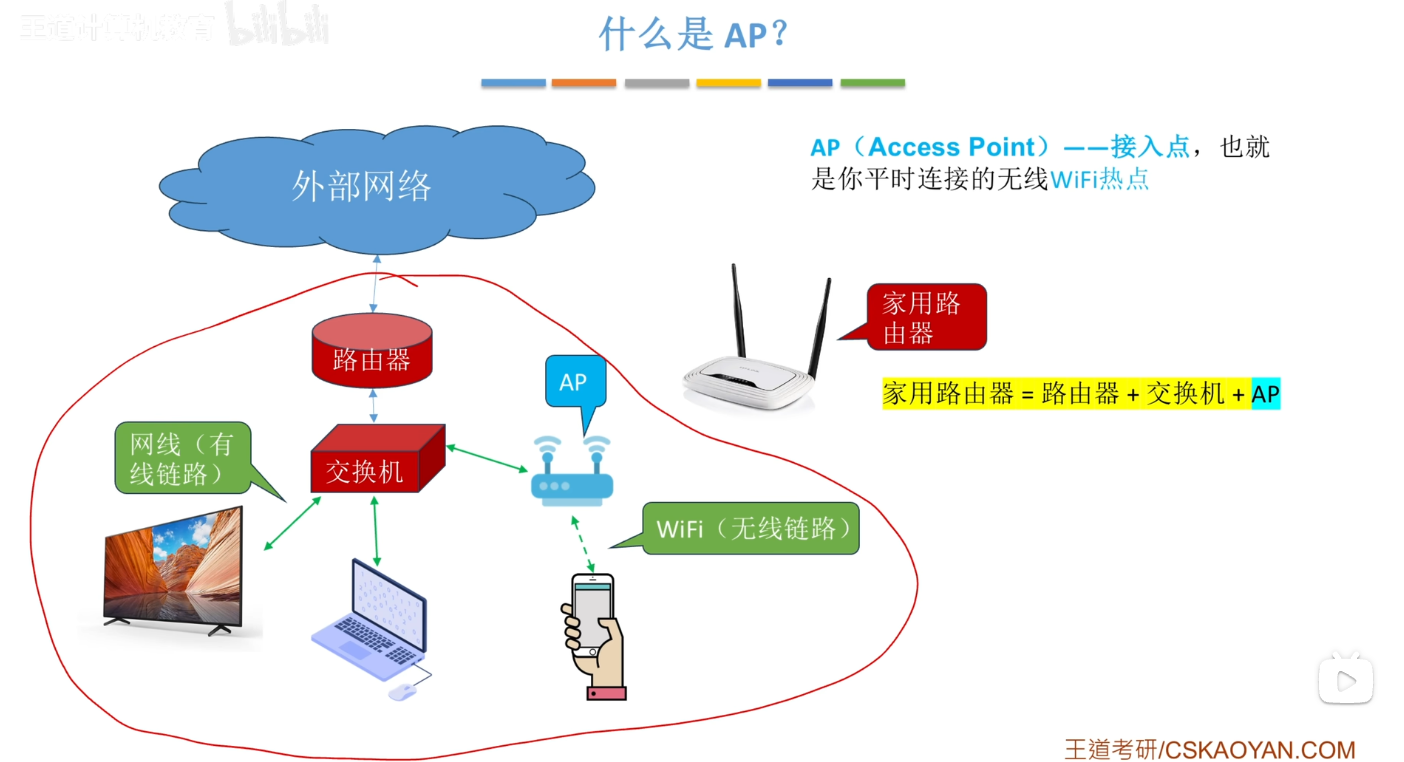 王道计算机教育 bilibili
什么是 AP？
AP（Access Point）——接入点，也就
是你平时连接的无线WiFi热点
外部网络
路由器
AP
家用路
由器
家用路由器 = 路由器 + 交换机 + AP
网线（有
线链路）
交换机
WiFi（无线链路）
王道考研/CSKAOYAN.COM